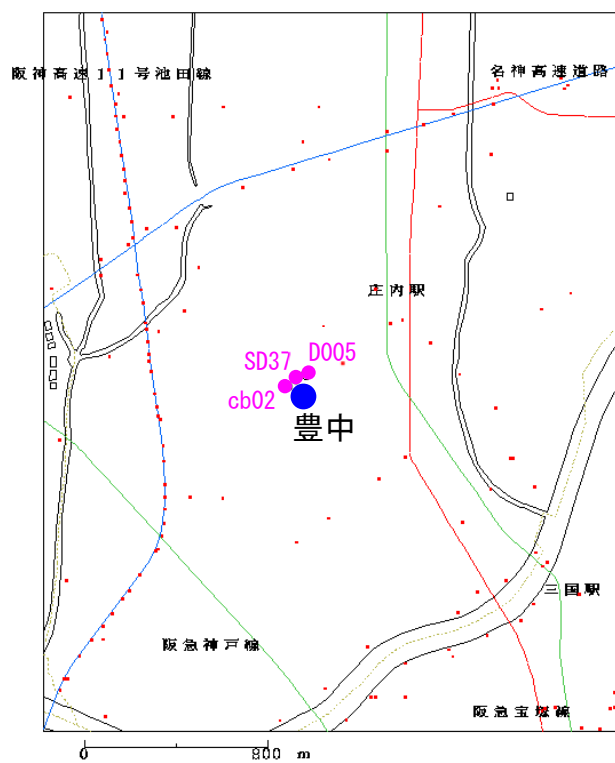 阪神高速11号池田線
名神高速道路
庄内駅
SD37
D005
cb02
豊中
三国駅
阪急神戸線
阪急宝塚線
0 800 m